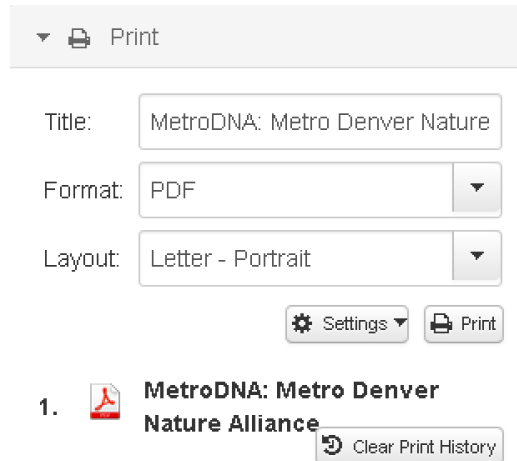 Print
Title: MetroDNA: Metro Denver Nature
Format: PDF
Layout: Letter - Portrait
Settings Print
1. MetroDNA: Metro Denver
Nature Alliance
Clear Print History